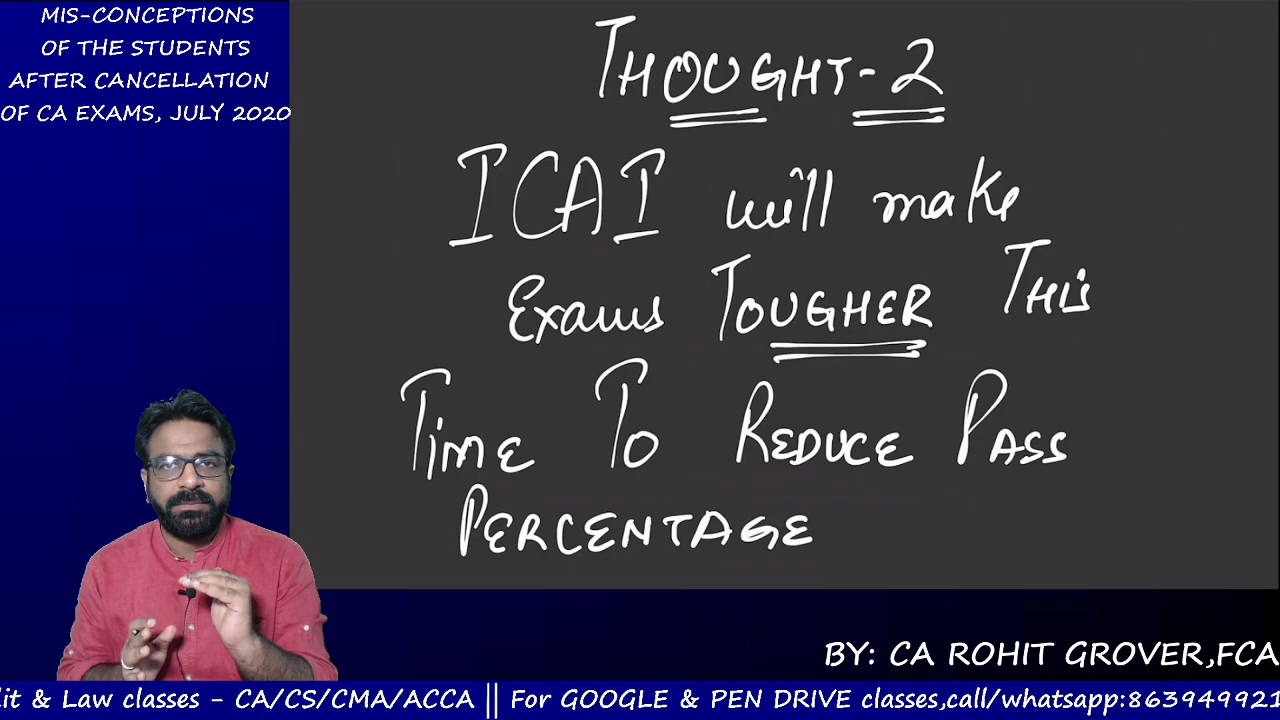 MIS-CONCEPTIONS
OF THE STUDENTS
AFTER CANCELLATION
OF CA EXAMS, JULY 2020
THOUGHT-2
ICAI will make
Exams TOUGHER THis
TiME TO REDUCE PASS
PERCENTAGE
BY: CA ROHIT GROVER,FCA
lit & Law classes - CA/CS/CMA/ACCA || For GOOGLE & PEN DRIVE classes,call/whatsapp:863949921